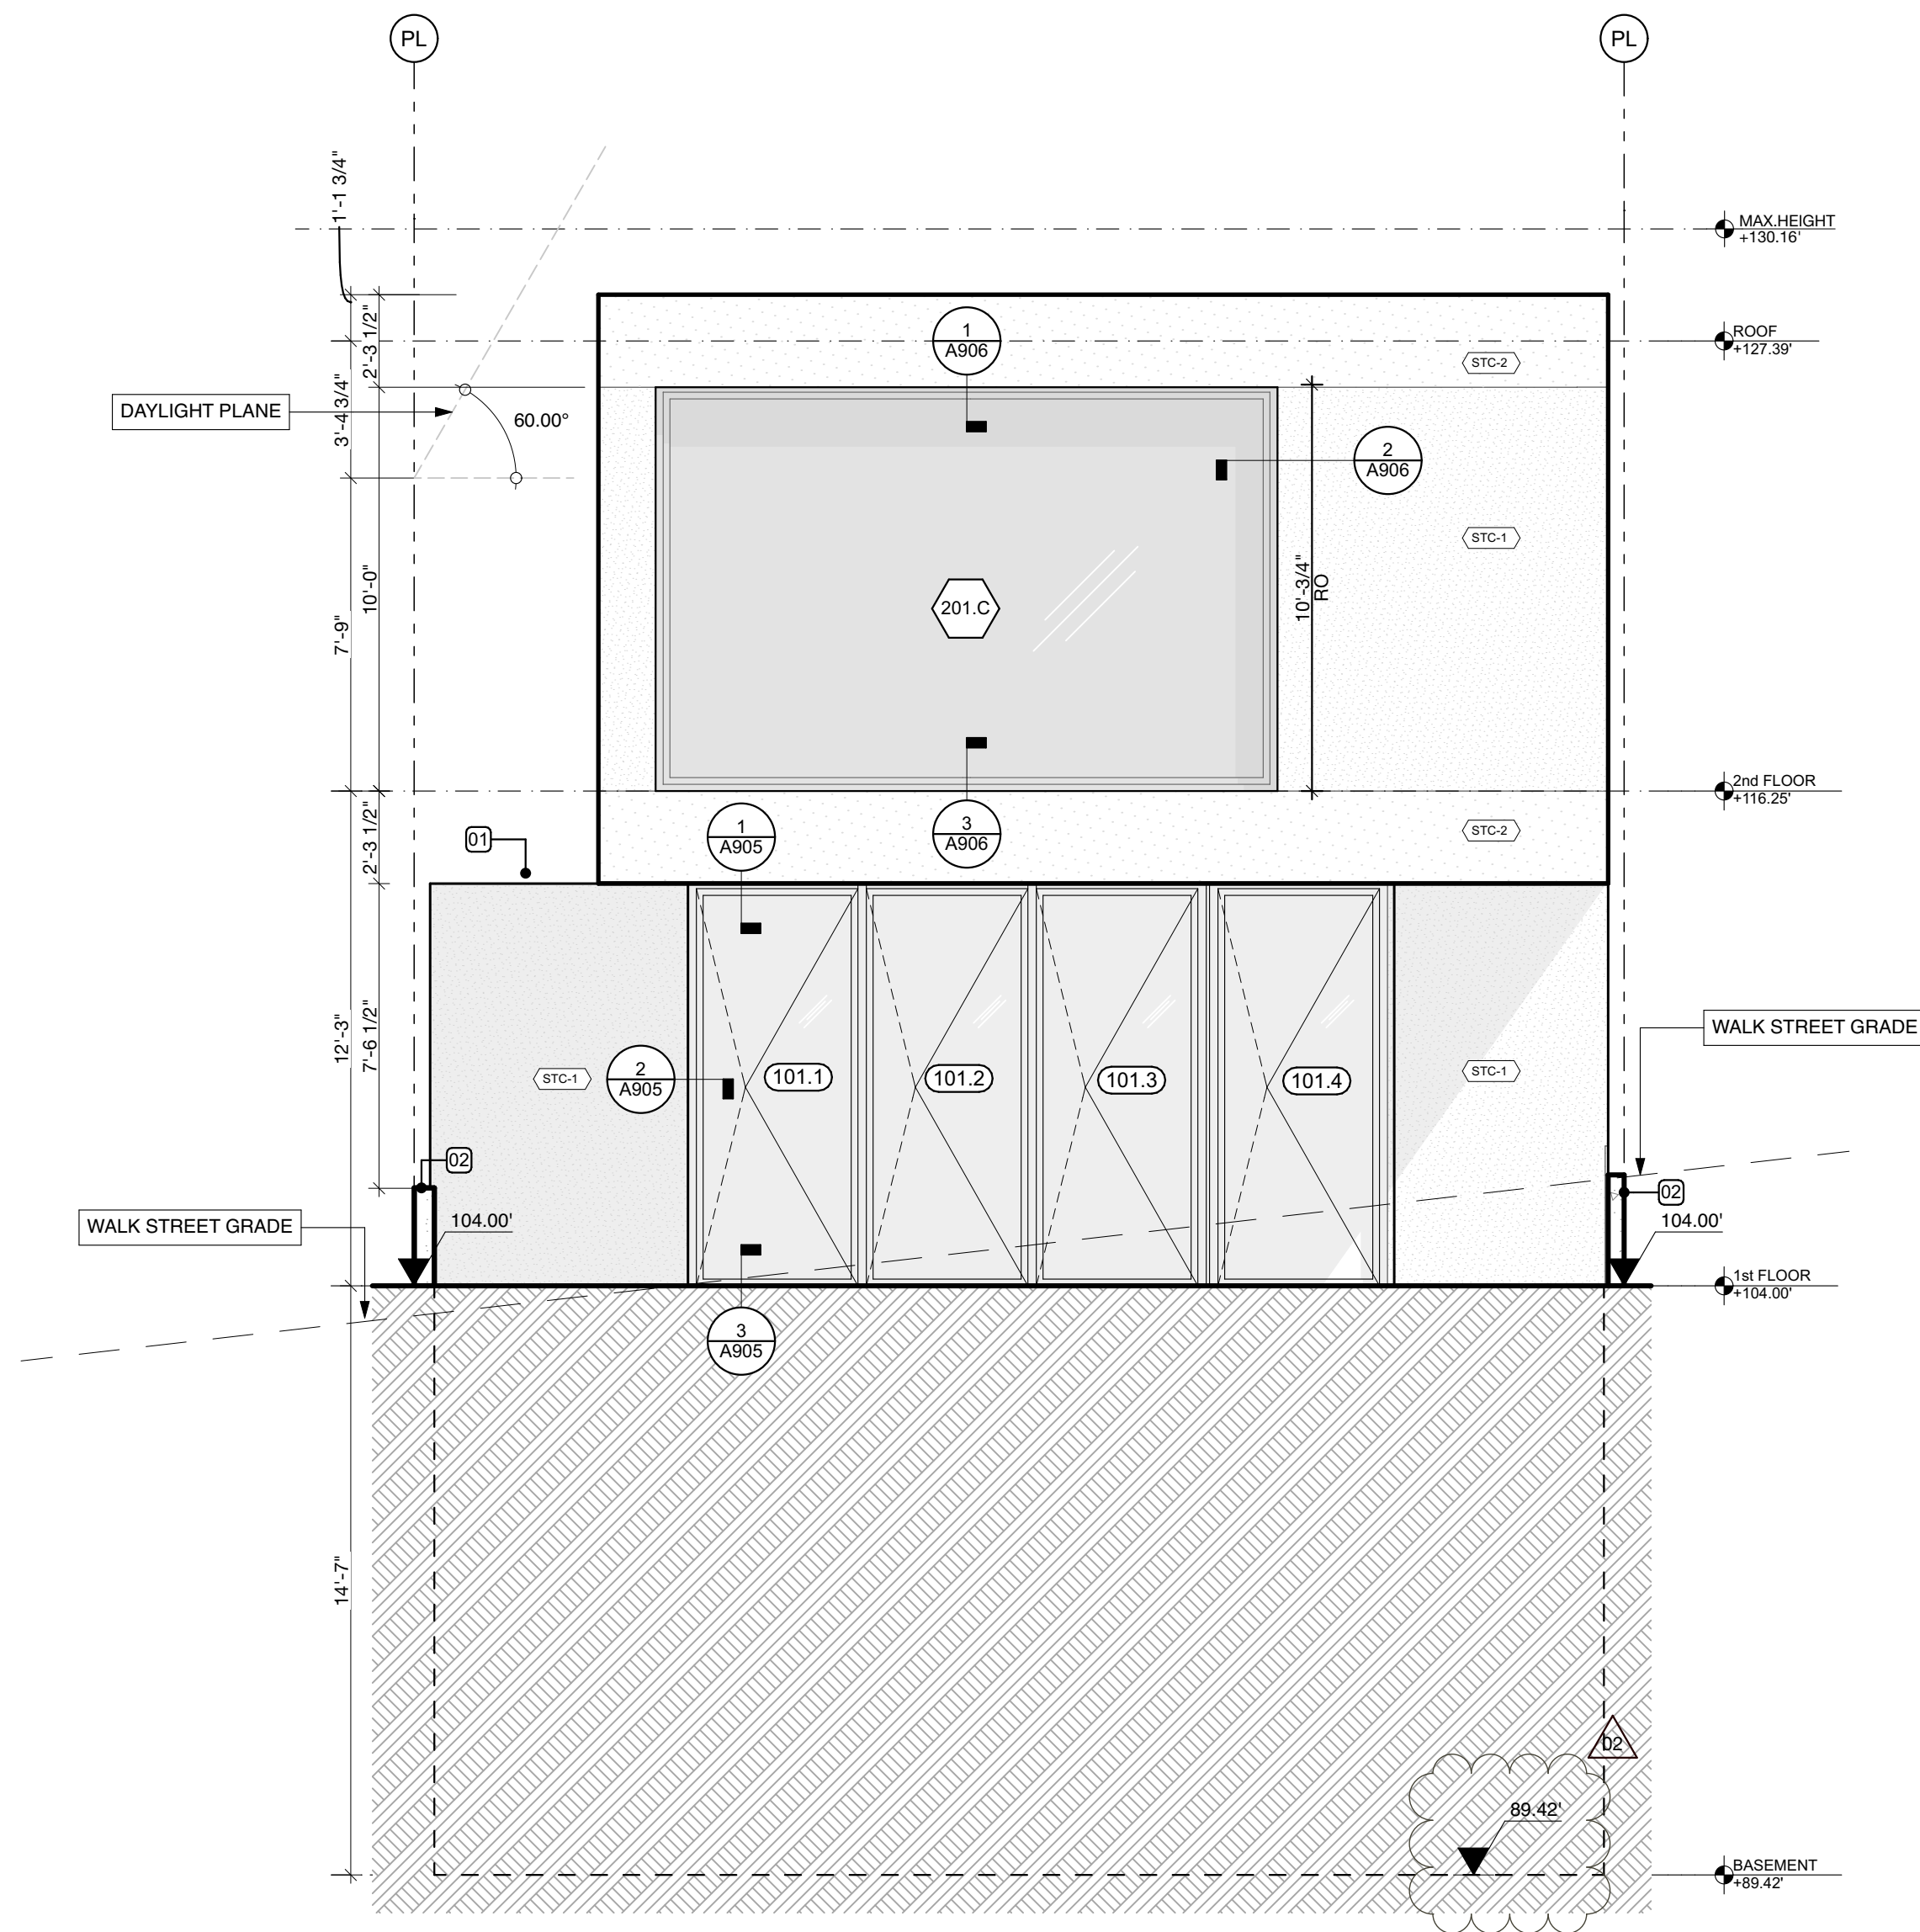 PL
PL
1'-1 3/4"
MAX.HEIGHT
+130.16'
2'-3 1/2"
1
A906
ROOF
+127.39'
STC-2
DAYLIGHT PLANE
3'-4 3/4"
60.00°
2
A906
STC-1
10'-0"
10'-3/4"
RO
201.C
7'-9"
2nd FLOOR
+116.25'
2'-3 1/2"
01
1
A905
3
A906
STC-2
12'-3"
7'-6 1/2"
WALK STREET GRADE
STC-1
2
A905
101.1
101.2
101.3
101.4
STC-1
02
02
WALK STREET GRADE
104.00'
104.00'
1st FLOOR
+104.00'
3
A905
14'-7"
02
89.42'
BASEMENT
+89.42'